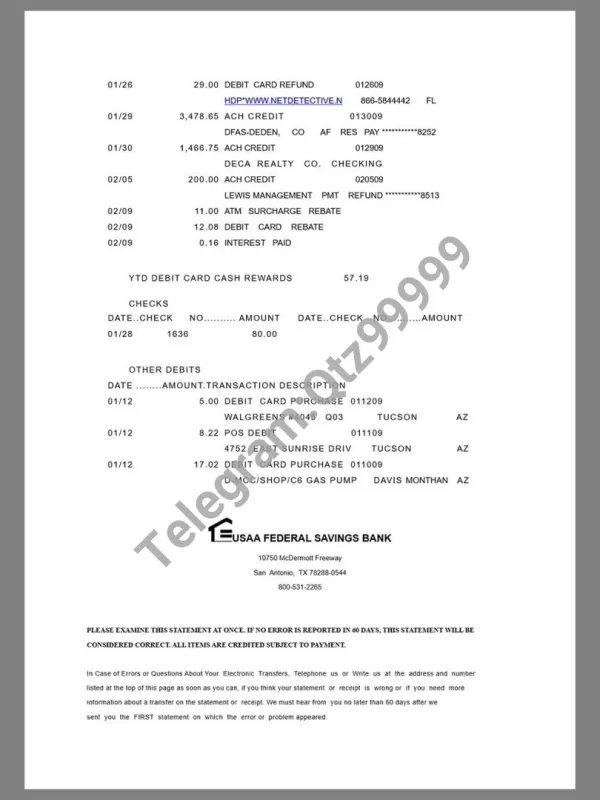 01/26 29.00 DEBIT CARD REFUND 012609
HDP*WWW.NETDETECTIVE.N 866-5844442 FL
01/29 3,478.65 ACH CREDIT 013009
DFAS-DEDEN, CO AF RES PAY ***********8252
01/30 1,466.75 ACH CREDIT 012909
DECA REALTY CO. CHECKING
02/05 200.00 ACH CREDIT 020509
LEWIS MANAGEMENT PMT REFUND ***********8513
02/09 11.00 ATM SURCHARGE REBATE
02/09 12.08 DEBIT CARD REBATE
02/09 0.16 INTEREST PAID
YTD DEBIT CARD CASH REWARDS 57.19
CHECKS
DATE..CHECK NO.......... AMOUNT DATE..CHECK NO..........AMOUNT
01/28 1636 80.00
OTHER DEBITS
DATE ........AMOUNT.TRANSACTION DESCRIPTION
01/12 5.00 DEBIT CARD PURCHASE 011209
WALGREENS #4045 Q03 TUCSON AZ
01/12 8.22 POS DEBIT 011109
4752 EAST SUNRISE DRIV TUCSON AZ
01/12 17.02 DEBIT CARD PURCHASE 011009
D-MCC/SHOP/C6 GAS PUMP DAVIS MONTHAN AZ
Telegram:Qtz99999
USAA FEDERAL SAVINGS BANK
10750 McDermott Freeway
San Antonio, TX 78288-0544
800-531-2265
PLEASE EXAMINE THIS STATEMENT AT ONCE. IF NO ERROR IS REPORTED IN 60 DAYS, THIS STATEMENT WILL BE
CONSIDERED CORRECT. ALL ITEMS ARE CREDITED SUBJECT TO PAYMENT.
In Case of Errors or Questions About Your Electronic Transfers, Telephone us or Write us at the address and number
listed at the top of this page as soon as you can, if you think your statement or receipt is wrong or if you need more
information about a transfer on the statement or receipt. We must hear from you no later than 60 days after we
sent you the FIRST statement on which the error or problem appeared.